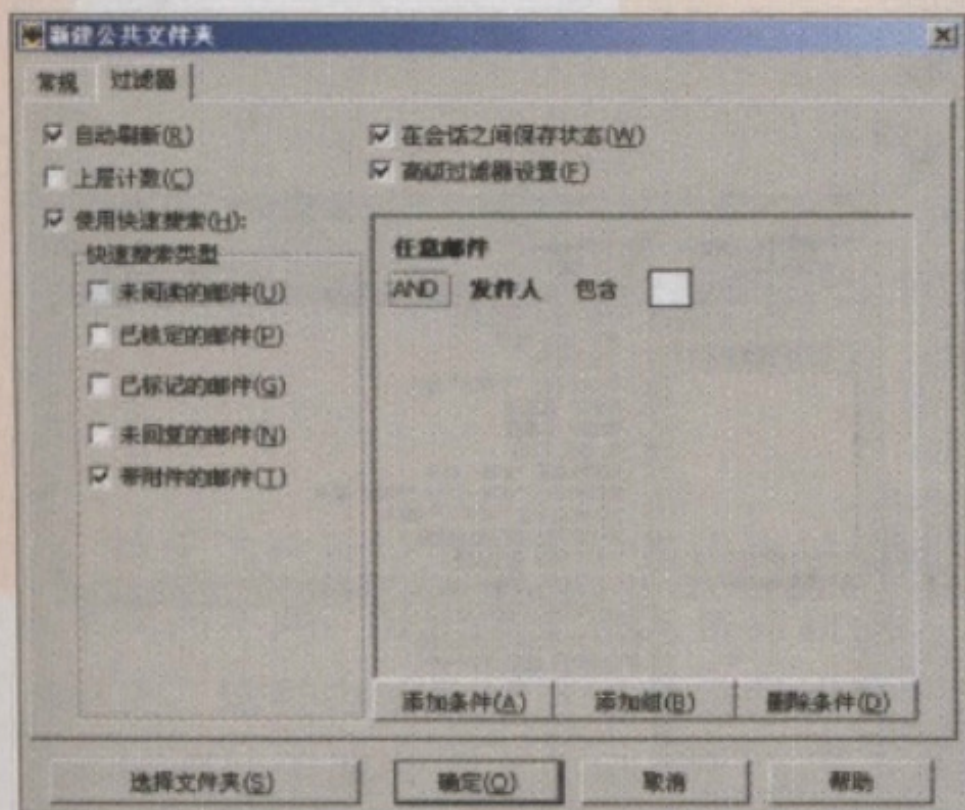 新建公共文件夹
常规 过滤器
自动刷新(R) 在会话之间保存状态(W)
上层计数(C) 高级过滤器设置(F)
使用快速搜索(H):
快速搜索类型
未阅读的邮件(U)
已锁定的邮件(P)
已标记的邮件(G)
未回复的邮件(N)
带附件的邮件(T)
任意邮件
AND 发件人 包含
添加条件(A) 添加组(B) 删除条件(D)
选择文件夹(S) 确定(O) 取消 帮助